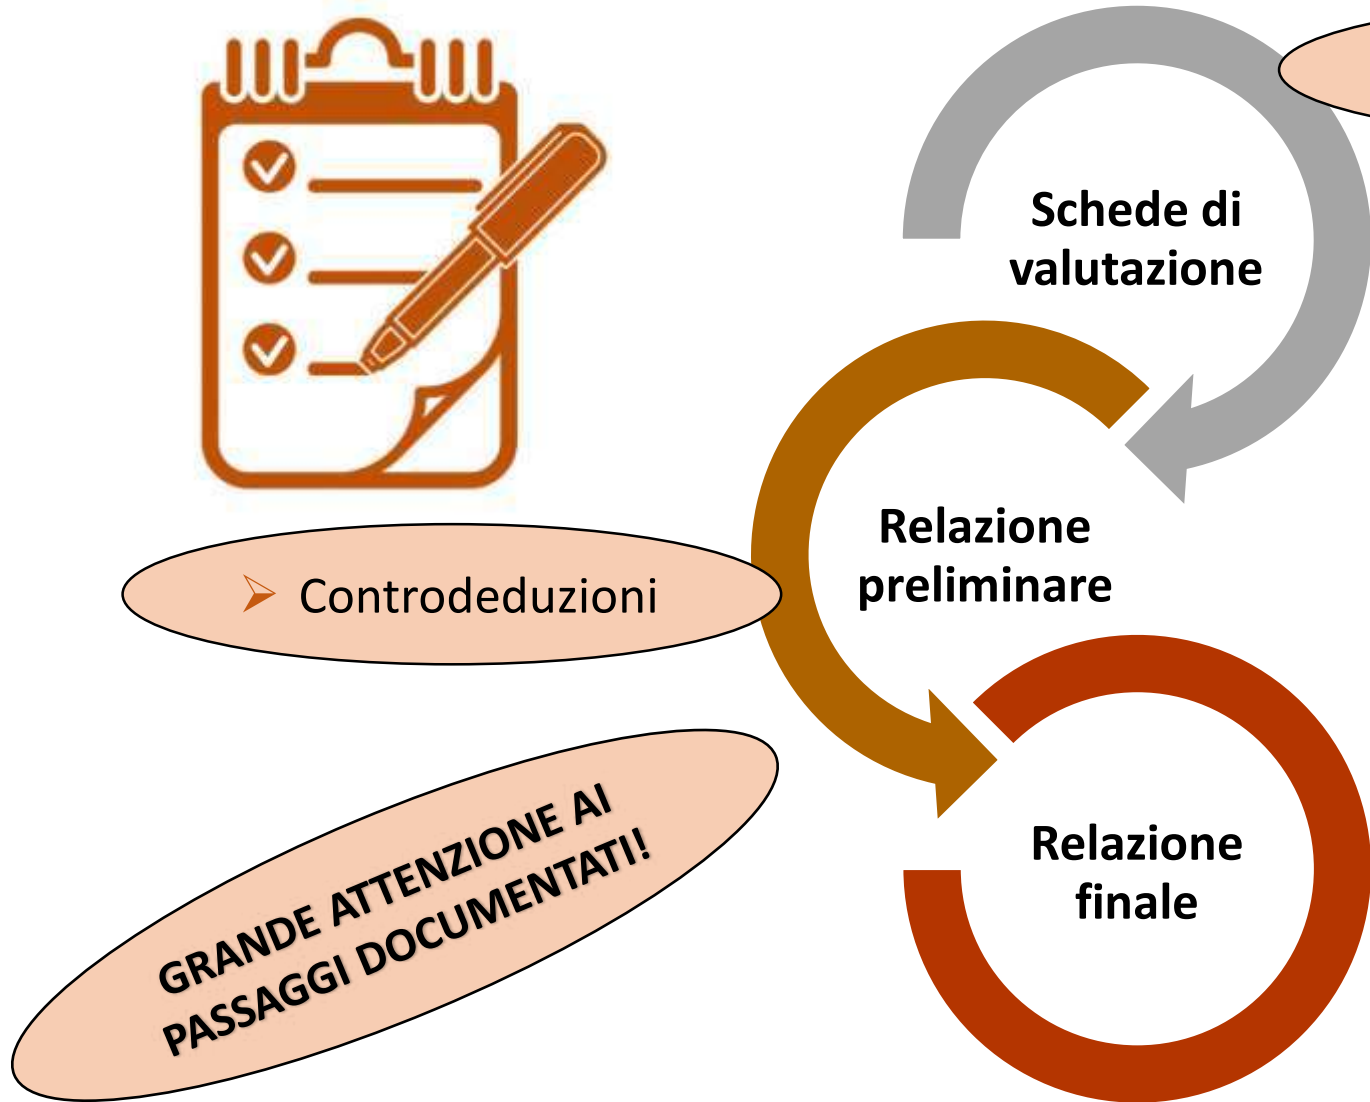 Schede di
valutazione
Relazione
preliminare
➢ Controdeduzioni
GRANDE ATTENZIONE AI
PASSAGGI DOCUMENTATI!
Relazione
finale